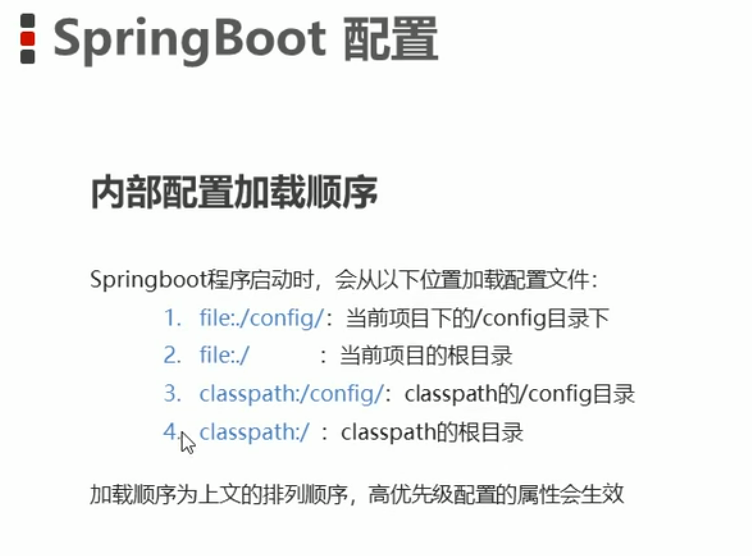 SpringBoot 配置
内部配置加载顺序
Springboot程序启动时，会从以下位置加载配置文件：
1. file:./config/：当前项目下的/config目录下
2. file:./ ：当前项目的根目录
3. classpath:/config/：classpath的/config目录
4. classpath:/ ：classpath的根目录
加载顺序为上文的排列顺序，高优先级配置的属性会生效